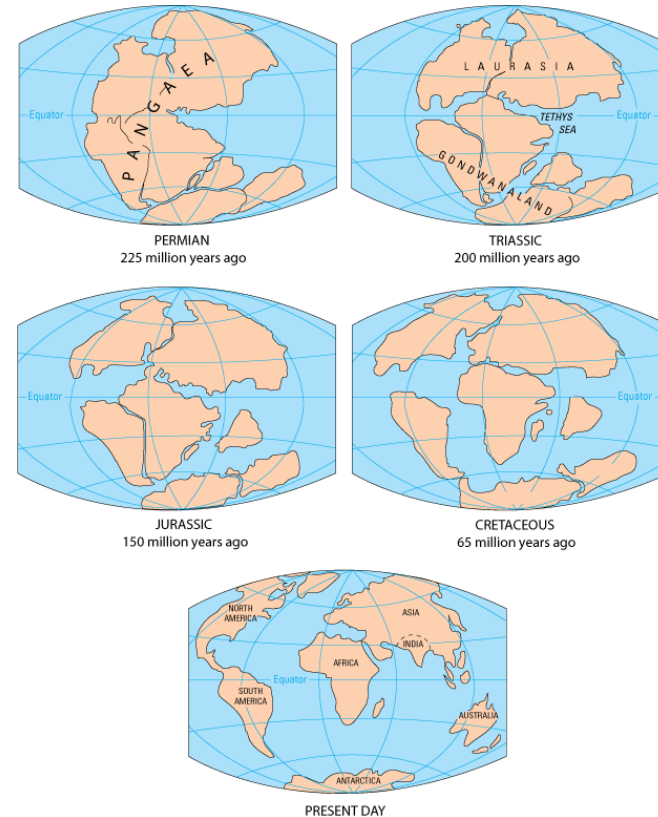 PANGAEA
Equator
PERMIAN
225 million years ago
LAURASIA
TETHYS
SEA
Equator
GONDWANALAND
TRIASSIC
200 million years ago
Equator
JURASSIC
150 million years ago
Equator
CRETACEOUS
65 million years ago
NORTH
AMERICA
ASIA
INDIA
AFRICA
Equator
SOUTH
AMERICA
AUSTRALIA
ANTARCTICA
PRESENT DAY